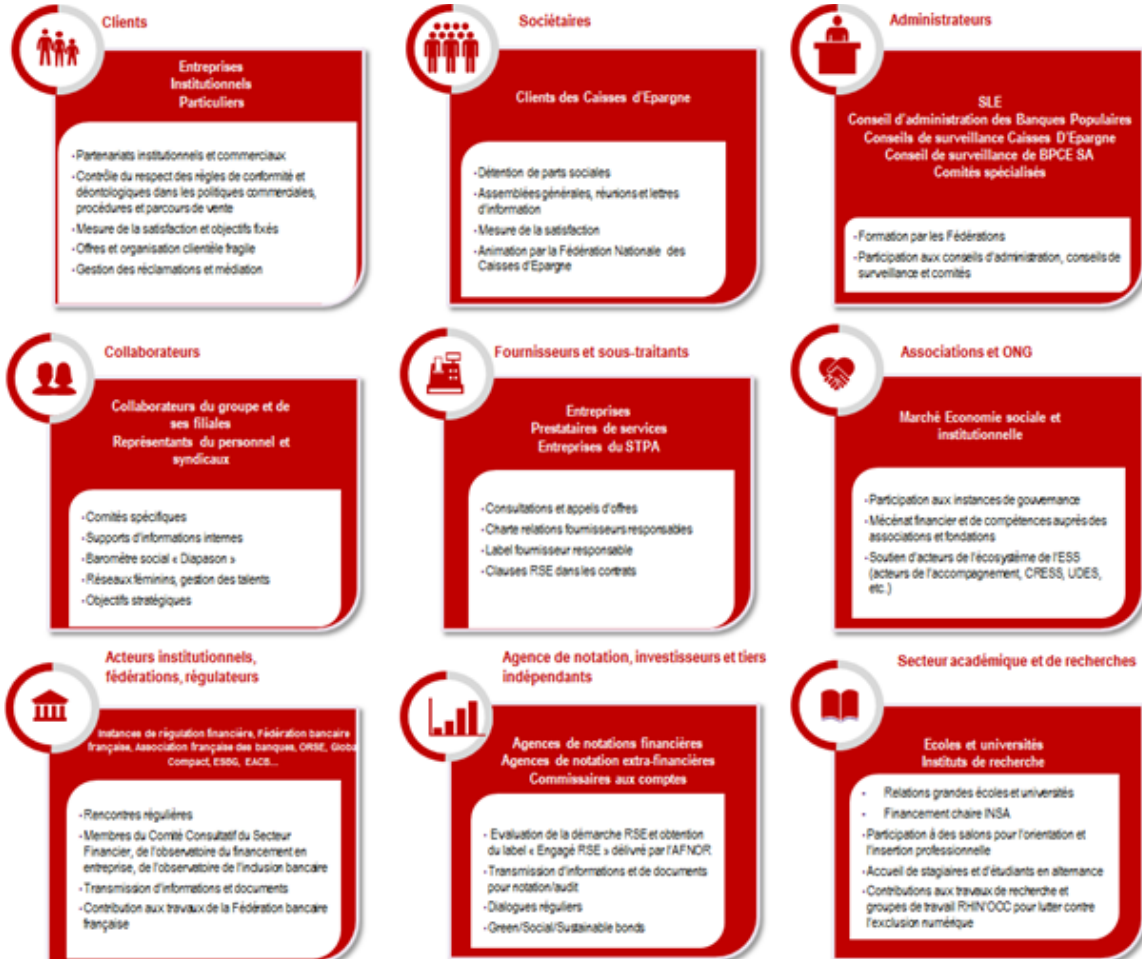 Clients
Entreprises
Institutionnels
Particuliers
-Partenariats institutionnels et commerciaux
-Contrôle du respect des règles de conformité et
déontologiques dans les politiques commerciales,
procédures et parcours de vente
-Mesure de la satisfaction et objectifs fixés
-Offres et organisation clientèle fragile
-Gestion des réclamations et médiation
Sociétaires
Clients des Caisses d'Epargne
-Détention de parts sociales
-Assemblées générales, réunions et lettres
d'information
-Mesure de la satisfaction
-Animation par la Fédération Nationale des
Caisses d'Epargne
Administrateurs
SLE
Conseil d'administration des Banques Populaires
Conseils de surveillance Caisses D'Epargne
Conseil de surveillance de BPCE SA
Comités spécialisés
-Formation par les Fédérations
-Participation aux conseils d'administration, conseils de
surveillance et comités
Collaborateurs
Collaborateurs du groupe et de
ses filiales
Représentants du personnel et
syndicaux
-Comités spécifiques
-Supports d'informations internes
-Baromètre social « Diapason »
-Réseaux féminins, gestion des talents
-Objectifs stratégiques
Fournisseurs et sous-traitants
Entreprises
Prestataires de services
Entreprises du STPA
-Consultations et appels d'offres
-Charte relations fournisseurs responsables
-Label fournisseur responsable
-Clauses RSE dans les contrats
Associations et ONG
Marché Economie sociale et
institutionnelle
-Participation aux instances de gouvernance
-Mécénat financier et de compétences auprès des
associations et fondations
-Soutien d'acteurs de l'écosystème de l'ESS
(acteurs de l'accompagnement, CRESS, UDES,
etc.)
Acteurs institutionnels,
fédérations, régulateurs
Instances de régulation financière, Fédération bancaire
française, Association française des banques, ORSE, Global
Compact, ESBG, EACB...
-Rencontres régulières
-Membres du Comité Consultatif du Secteur
Financier, de l'observatoire du financement en
entreprise, de l'observatoire de l'inclusion bancaire
-Transmission d'informations et documents
-Contribution aux travaux de la Fédération bancaire
française
Agence de notation, investisseurs et tiers
indépendants
Agences de notations financières
Agences de notation extra-financières
Commissaires aux comptes
- Evaluation de la démarche RSE et obtention
du label « Engagé RSE » délivré par l'AFNOR
-Transmission d'informations et de documents
pour notation/audit
-Dialogues réguliers
-Green/Social/Sustainable bonds
Secteur académique et de recherches
Ecoles et universités
Instituts de recherche
• Relations grandes écoles et universités
• Financement chaire INSA
-Participation à des salons pour l'orientation et
l'insertion professionnelle
-Accueil de stagiaires et d'étudiants en alternance
-Contributions aux travaux de recherche et
groupes de travail RHIN'OCC pour lutter contre
l'exclusion numérique